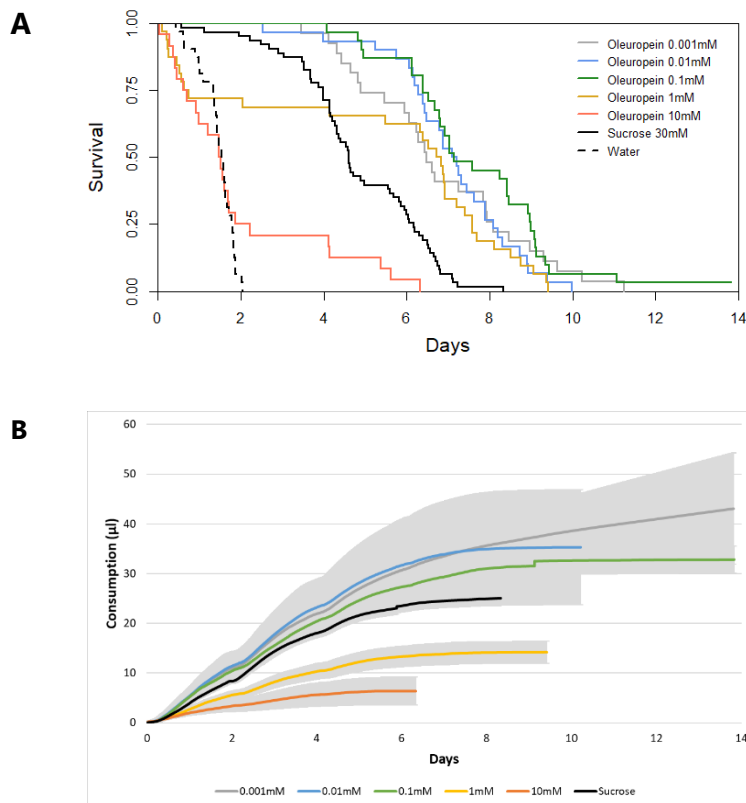 A
1.00
0.75
0.50
0.25
0.00
Survival
Oleuropein 0.001mM
Oleuropein 0.01mM
Oleuropein 0.1mM
Oleuropein 1mM
Oleuropein 10mM
Sucrose 30mM
Water
0 2 4 6 8 10 12 14
Days
B
60
50
40
30
20
10
0
Consumption (µl)
0 2 4 6 8 10 12 14
Days
0.001mM 0.01mM 0.1mM 1mM 10mM Sucrose